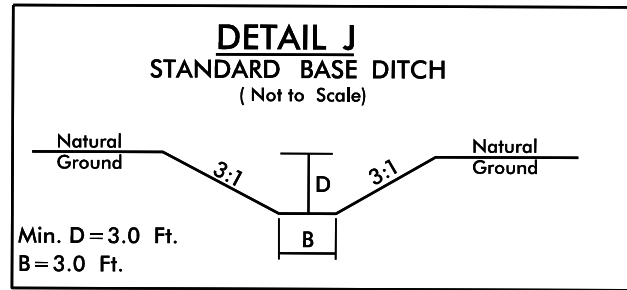 DETAIL J
STANDARD BASE DITCH
( Not to Scale)
Natural
Ground
3:1
D
3:1
Natural
Ground
B
Min. D=3.0 Ft.
B=3.0 Ft.